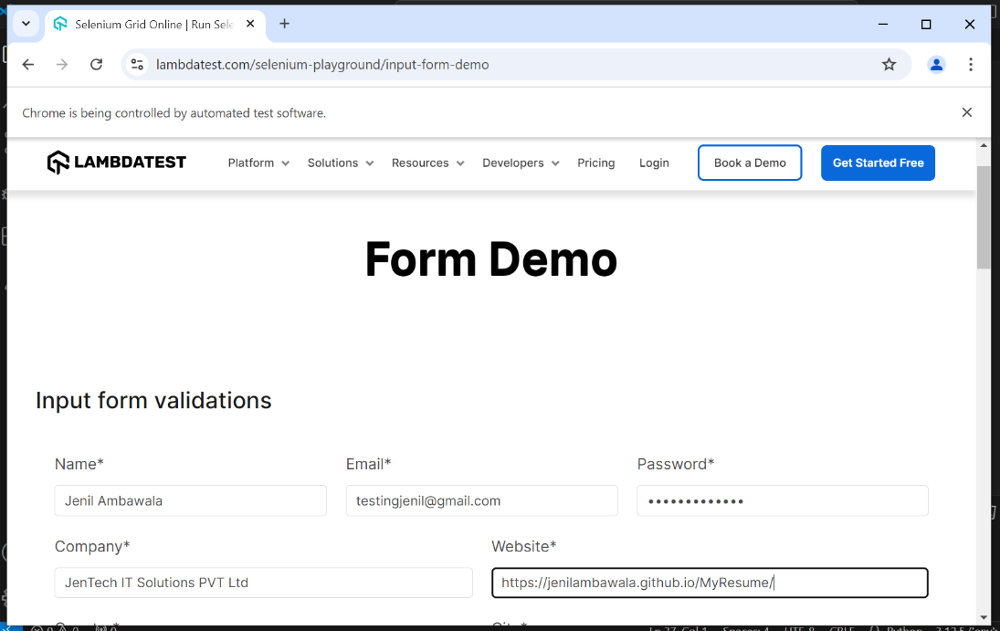 Selenium Grid Online | Run Sele
lambdatest.com/selenium-playground/input-form-demo
Chrome is being controlled by automated test software.
LAMBDATEST Platform Solutions Resources Developers Pricing Login Book a Demo Get Started Free
Form Demo
Input form validations
Name* Email* Password*
Jenil Ambawala testingjenil@gmail.com •••••••••••••
Company* Website*
JenTech IT Solutions PVT Ltd https://jenilambawala.github.io/MyResume/